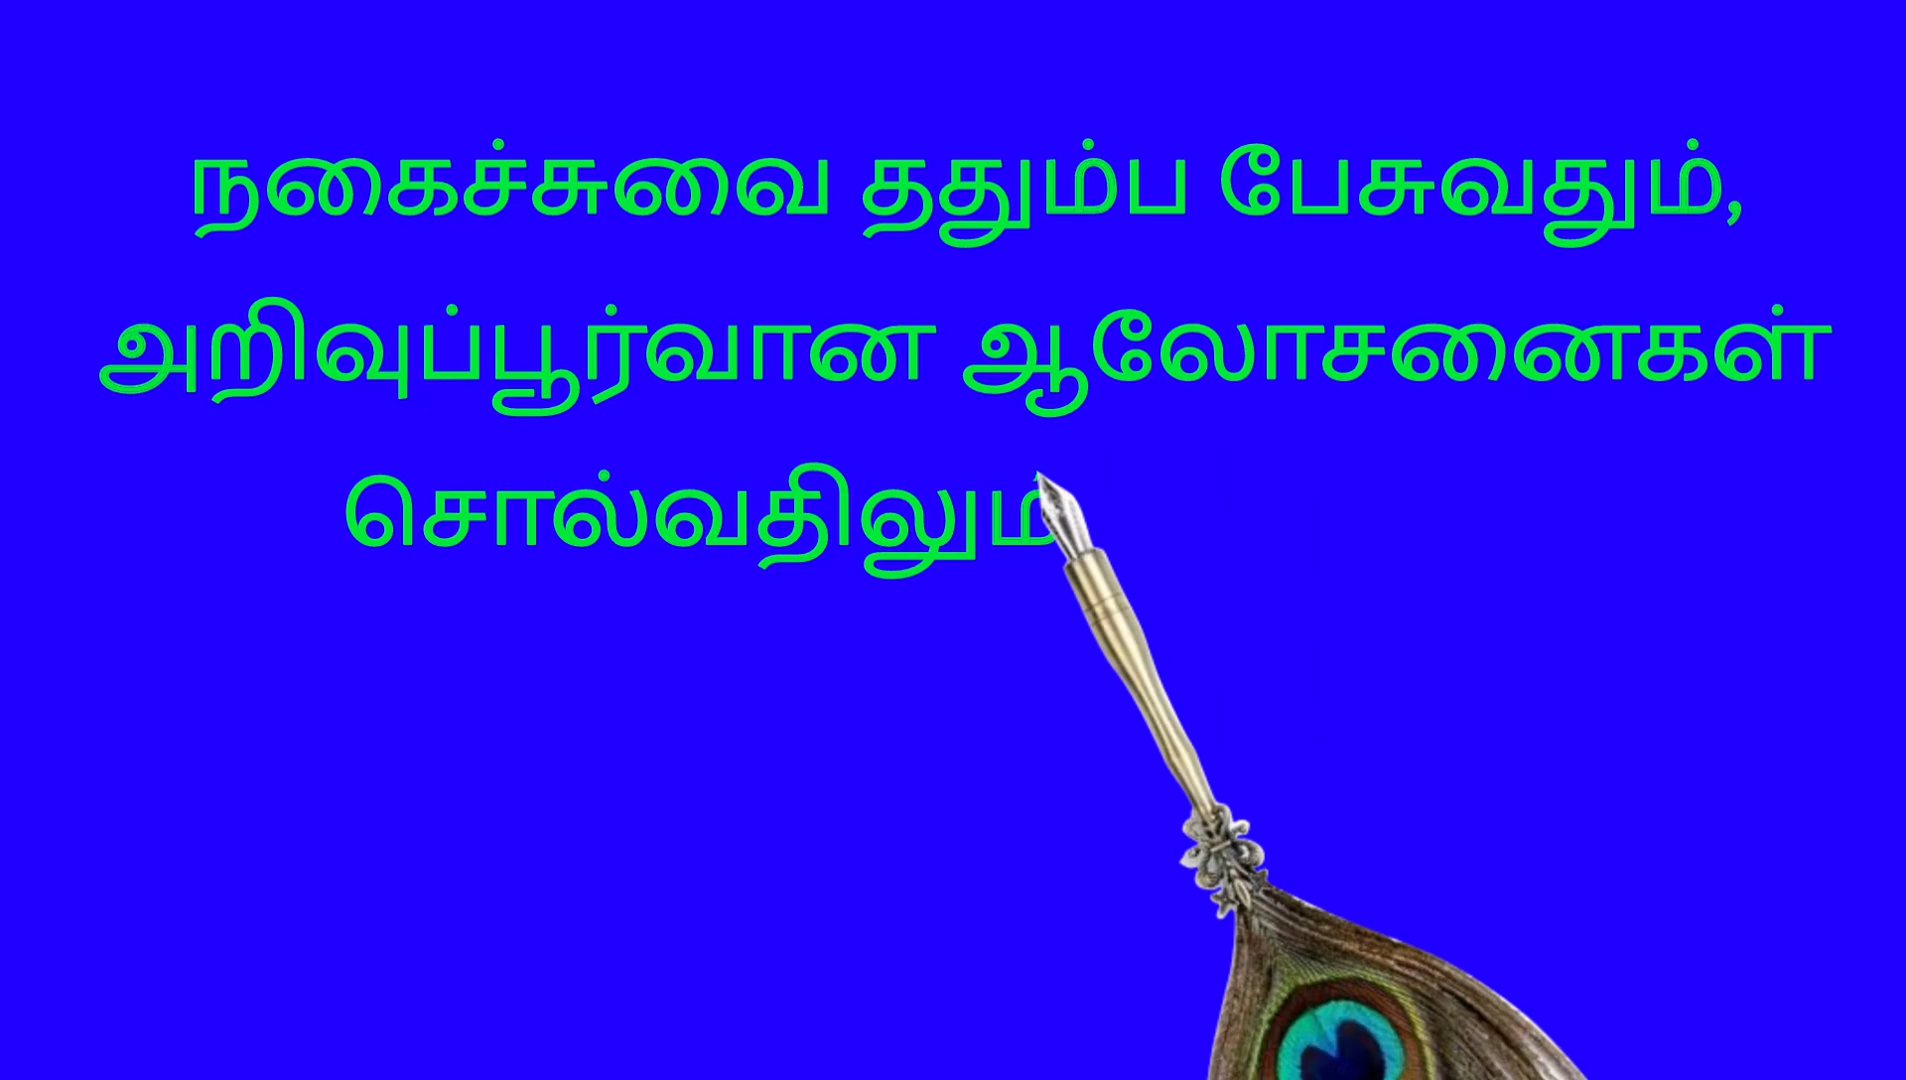 நகைச்சுவை ததும்ப பேசுவதும்,
அறிவுப்பூர்வான ஆலோசனைகள்
சொல்வதிலும்